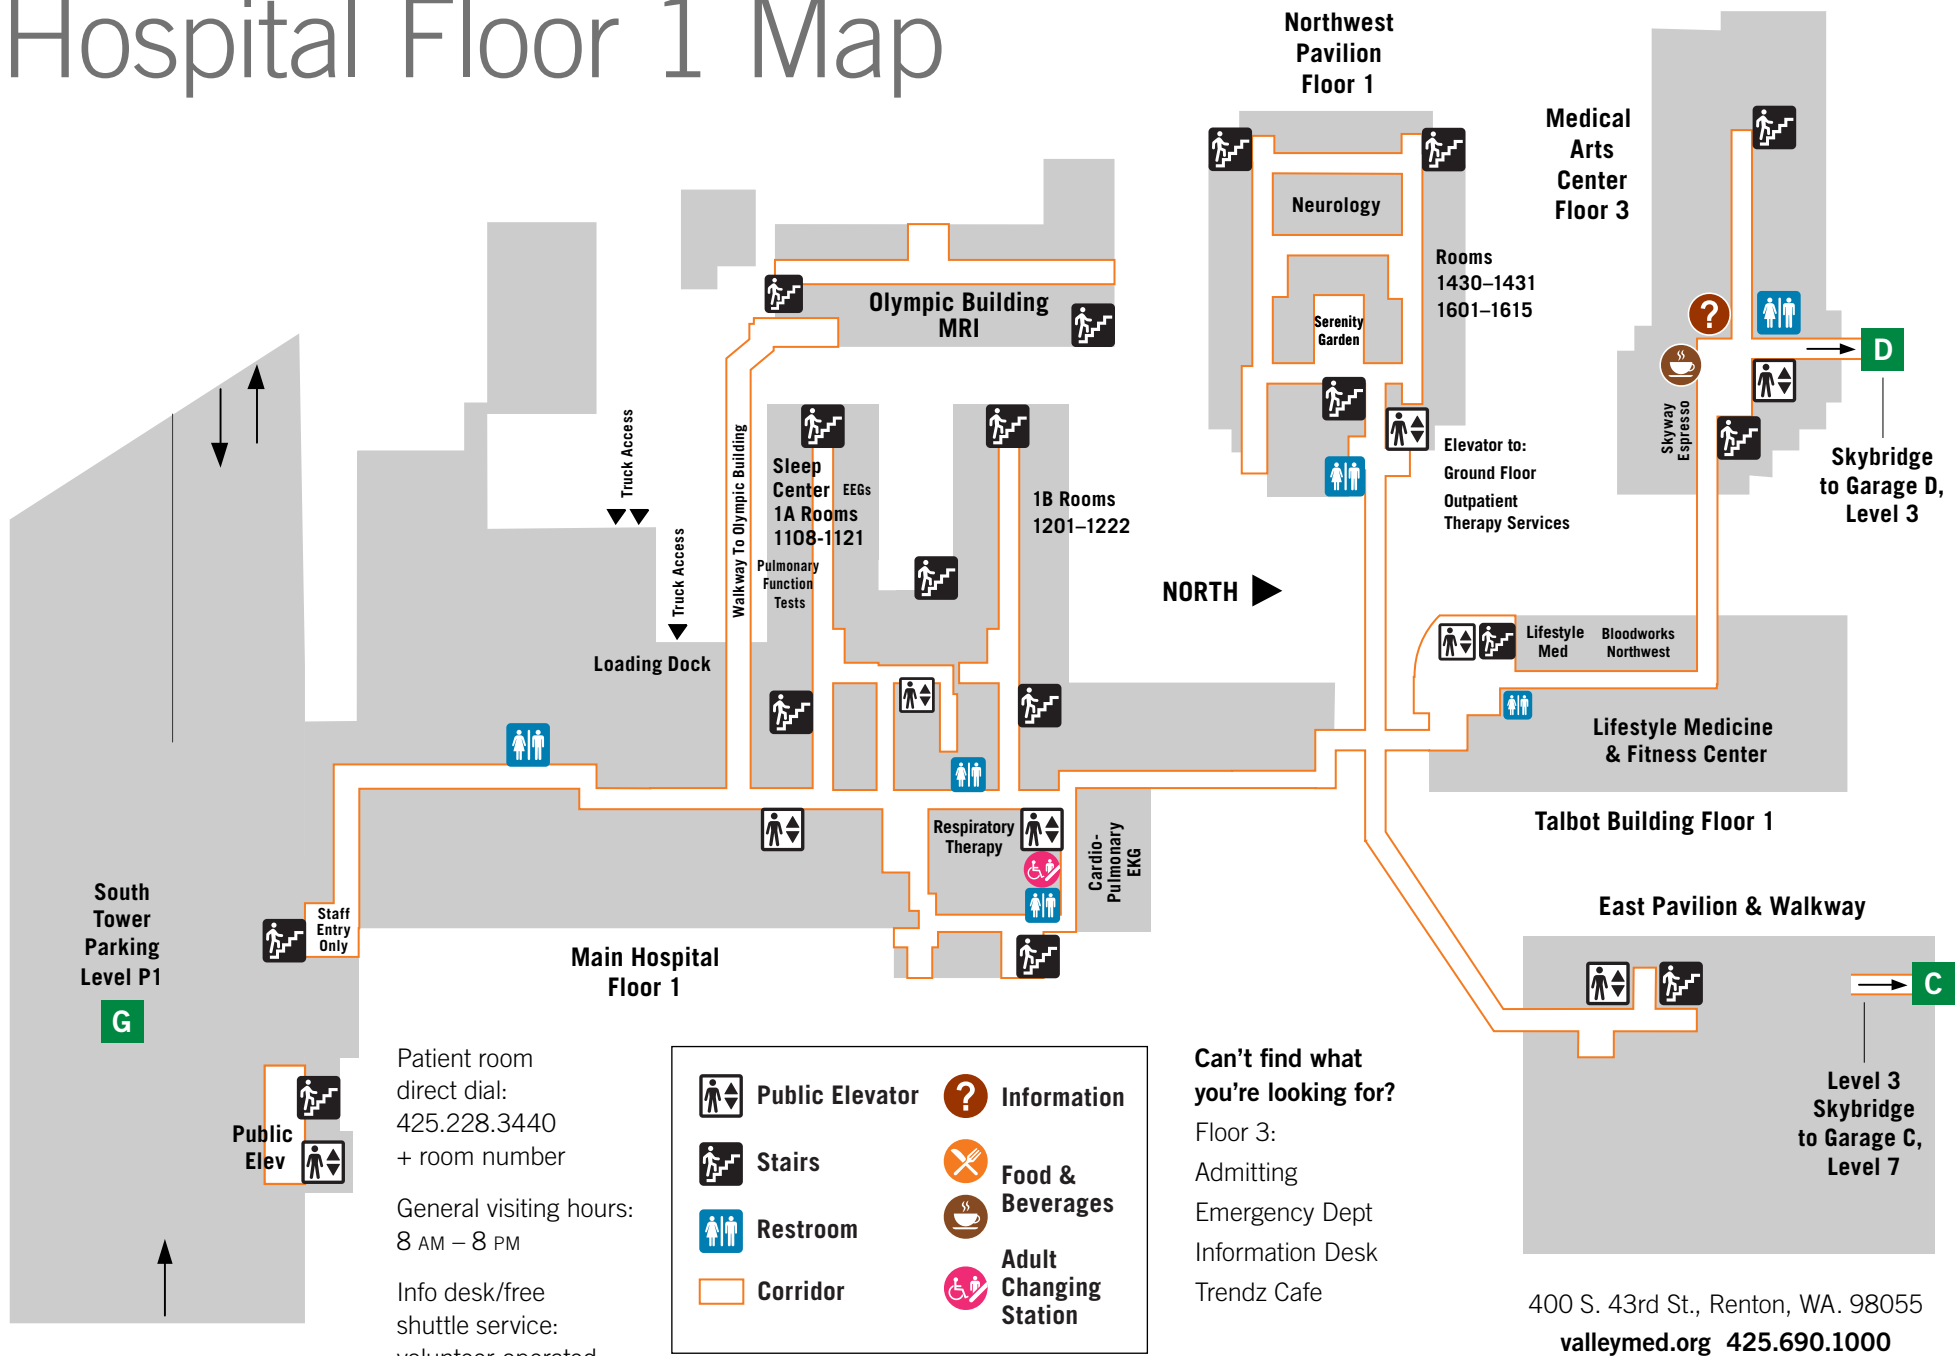 Hospital Floor 1 Map
Northwest
Pavilion
Floor 1
Medical
Arts
Center
Floor 3
Neurology
Rooms
1430–1431
1601–1615
Serenity
Garden
Olympic Building
MRI
?
D
Skyway
Espresso
Skybridge
to Garage D,
Level 3
Elevator to:
Ground Floor
Outpatient
Therapy Services
Truck Access
Truck Access
Walkway To Olympic Building
Sleep
Center EEGs
1A Rooms
1108-1121
Pulmonary
Function
Tests
1B Rooms
1201–1222
NORTH
Loading Dock
Lifestyle
Med
Bloodworks
Northwest
Lifestyle Medicine
& Fitness Center
Talbot Building Floor 1
Respiratory
Therapy
Cardio-
Pulmonary
EKG
South
Tower
Parking
Level P1
G
Staff
Entry
Only
Main Hospital
Floor 1
East Pavilion & Walkway
C
Level 3
Skybridge
to Garage C,
Level 7
Public
Elev
Patient room
direct dial:
425.228.3440
+ room number
General visiting hours:
8 AM – 8 PM
Info desk/free
shuttle service:
volunteer-operated
Public Elevator
Stairs
Restroom
Corridor
? Information
Food &
Beverages
Adult
Changing
Station
Can't find what
you're looking for?
Floor 3:
Admitting
Emergency Dept
Information Desk
Trendz Cafe
400 S. 43rd St., Renton, WA. 98055
valleymed.org 425.690.1000